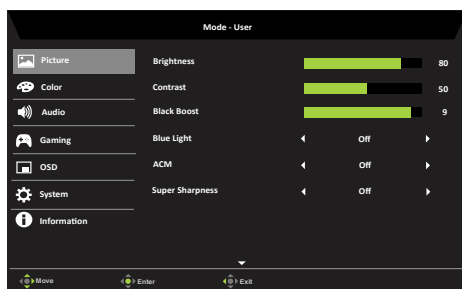 Mode - User
Picture
Brightness 80
Color
Contrast 50
Audio
Black Boost 9
Gaming
Blue Light Off
OSD
ACM Off
System
Super Sharpness Off
Information
Move Enter Exit